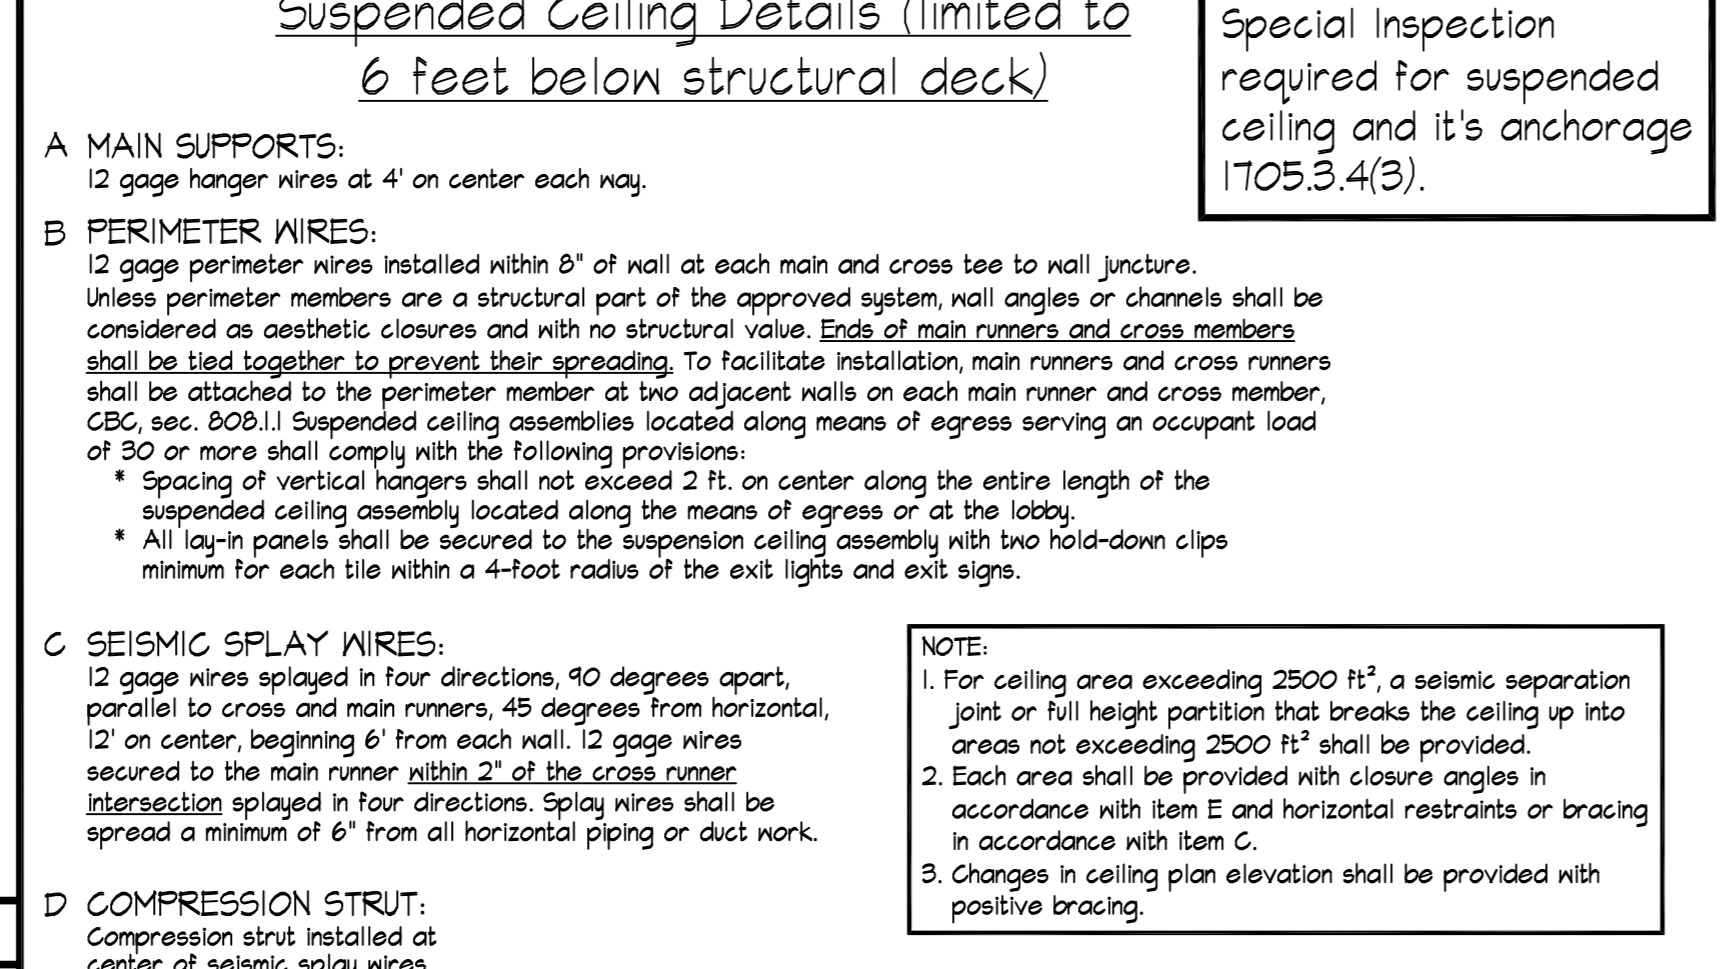 Suspended Ceiling Details (limited to
6 feet below structural deck)
Special Inspection
required for suspended
ceiling and it's anchorage
1705.3.4(3).
A MAIN SUPPORTS:
12 gage hanger wires at 4' on center each way.
B PERIMETER WIRES:
12 gage perimeter wires installed within 8" of wall at each main and cross tee to wall juncture.
Unless perimeter members are a structural part of the approved system, wall angles or channels shall be
considered as aesthetic closures and with no structural value. Ends of main runners and cross members
shall be tied together to prevent their spreading. To facilitate installation, main runners and cross runners
shall be attached to the perimeter member at two adjacent walls on each main runner and cross member,
CBC, sec. 808.1.1 Suspended ceiling assemblies located along means of egress serving an occupant load
of 30 or more shall comply with the following provisions:
* Spacing of vertical hangers shall not exceed 2 ft. on center along the entire length of the
suspended ceiling assembly located along the means of egress or at the lobby.
* All lay-in panels shall be secured to the suspension ceiling assembly with two hold-down clips
minimum for each tile within a 4-foot radius of the exit lights and exit signs.
C SEISMIC SPLAY WIRES:
12 gage wires splayed in four directions, 90 degrees apart,
parallel to cross and main runners, 45 degrees from horizontal,
12' on center, beginning 6' from each wall. 12 gage wires
secured to the main runner within 2" of the cross runner
intersection splayed in four directions. Splay wires shall be
spread a minimum of 6" from all horizontal piping or duct work.
NOTE:
1. For ceiling area exceeding 2500 ft², a seismic separation
joint or full height partition that breaks the ceiling up into
areas not exceeding 2500 ft² shall be provided.
2. Each area shall be provided with closure angles in
accordance with item E and horizontal restraints or bracing
in accordance with item C.
3. Changes in ceiling plan elevation shall be provided with
positive bracing.
D COMPRESSION STRUT:
Compression strut installed at
center of seismic splay wires